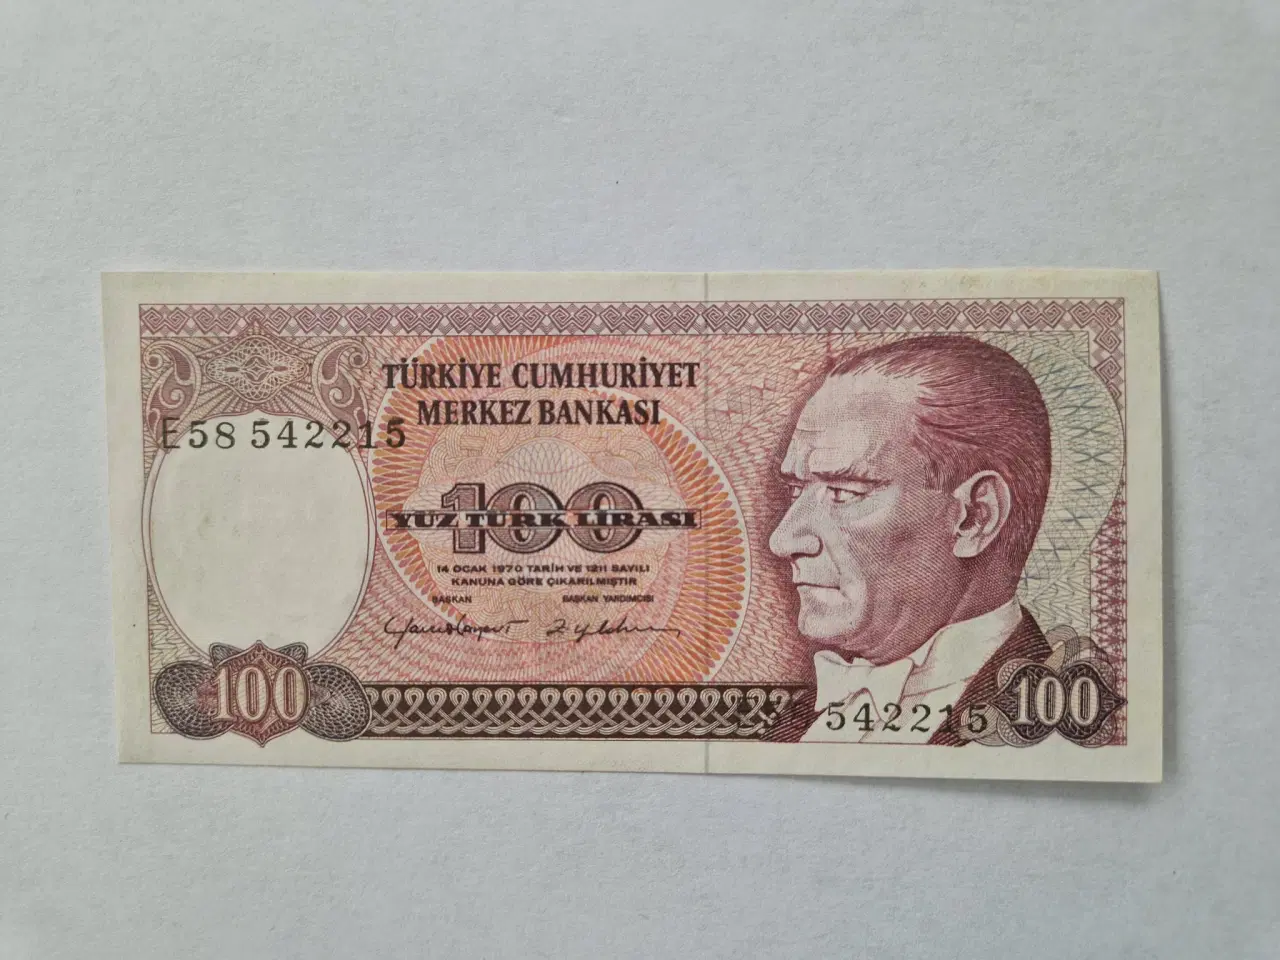 TÜRKİYE CUMHURİYET
MERKEZ BANKASI
E58 542215
100
YÜZ TÜRK LİRASI
14 OCAK 1970 TARİH VE 1211 SAYILI
KANUNA GÖRE ÇIKARILMIŞTIR
BAŞKAN BAŞKAN YARDIMCISI
100
542215
100